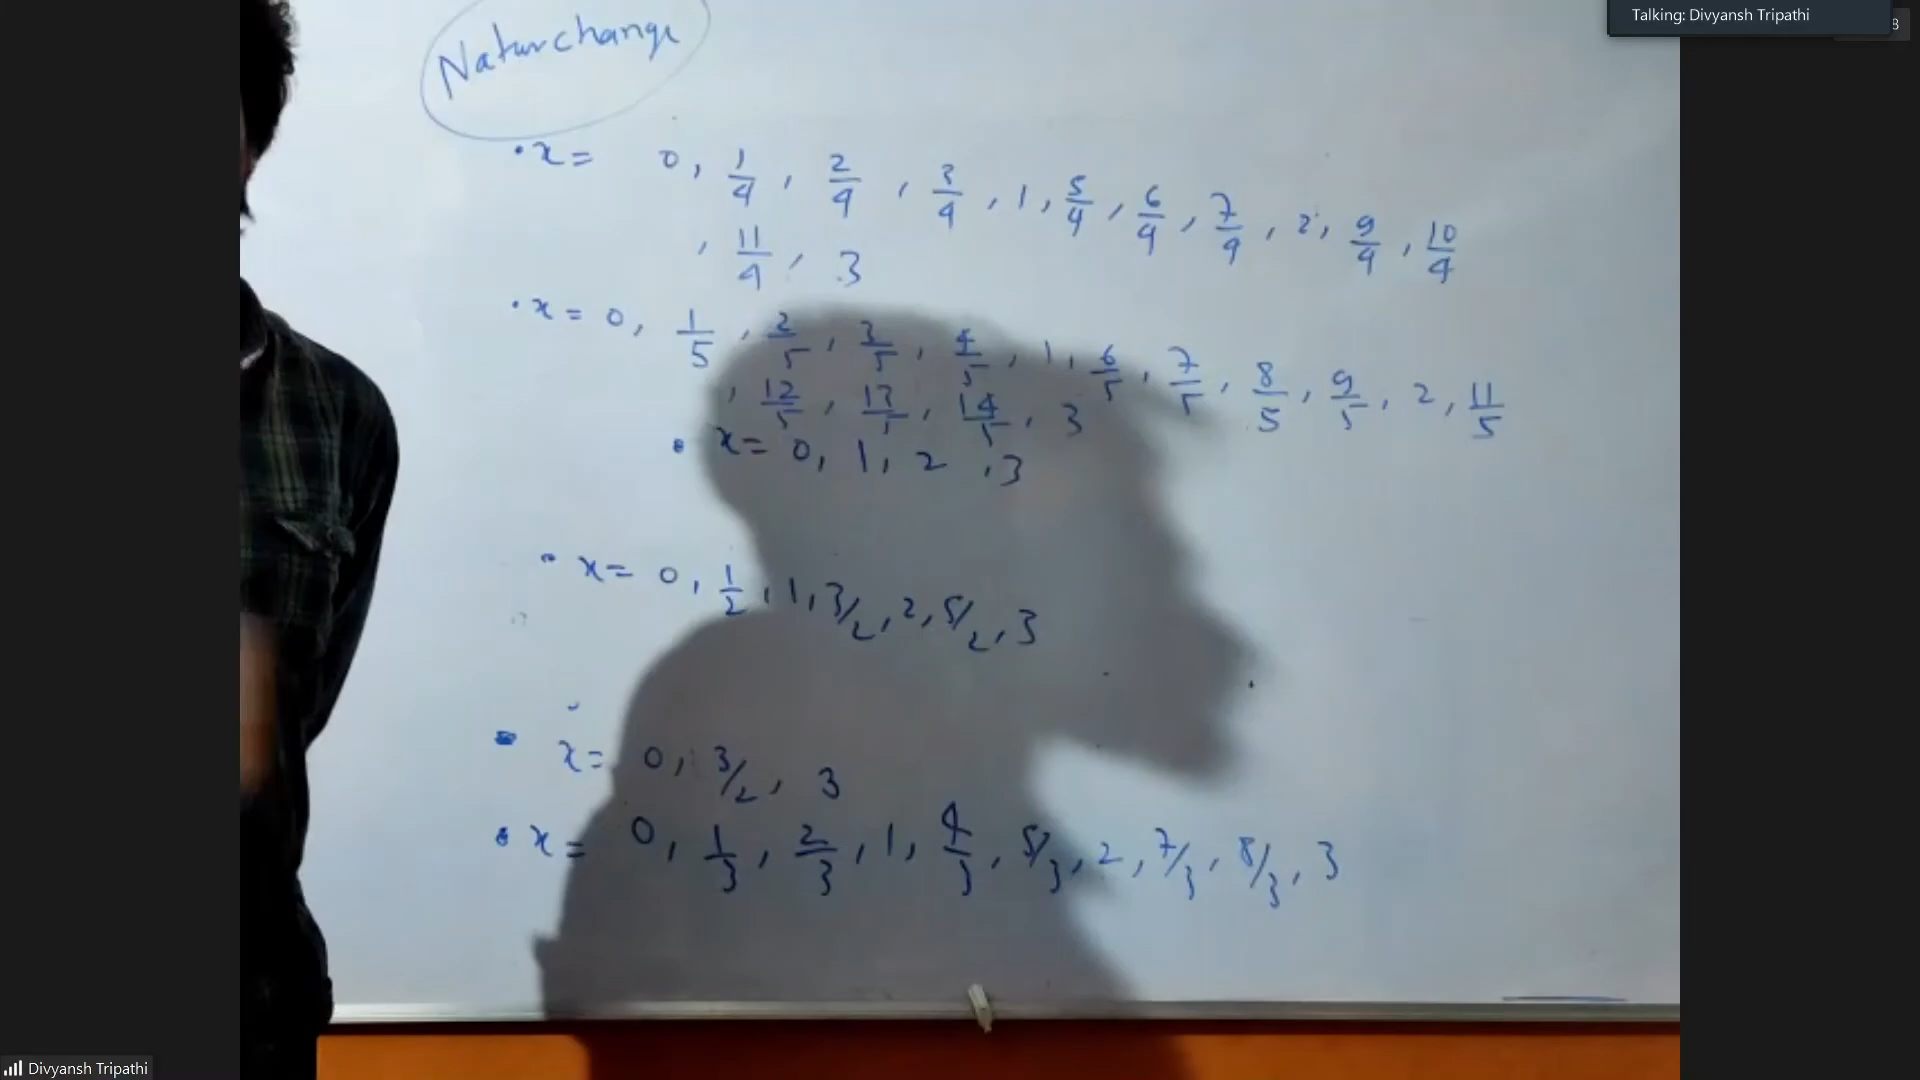 Talking: Divyansh Tripathi
8
Natur change
• x = 0, 1/4, 2/4, 3/4, 1, 5/4, 6/4, 7/4, 2, 9/4, 10/4
, 11/4, 3
• x = 0, 1/5, 2/5, 3/5, 4/5, 1, 6/5, 7/5, 8/5, 9/5, 2, 11/5
, 12/5, 13/5, 14/5, 3
• x = 0, 1, 2, 3
• x = 0, 1/2, 1, 3/2, 2, 5/2, 3
• x = 0, 3/2, 3
• x = 0, 1/3, 2/3, 1, 4/3, 5/3, 2, 7/3, 8/3, 3
Divyansh Tripathi